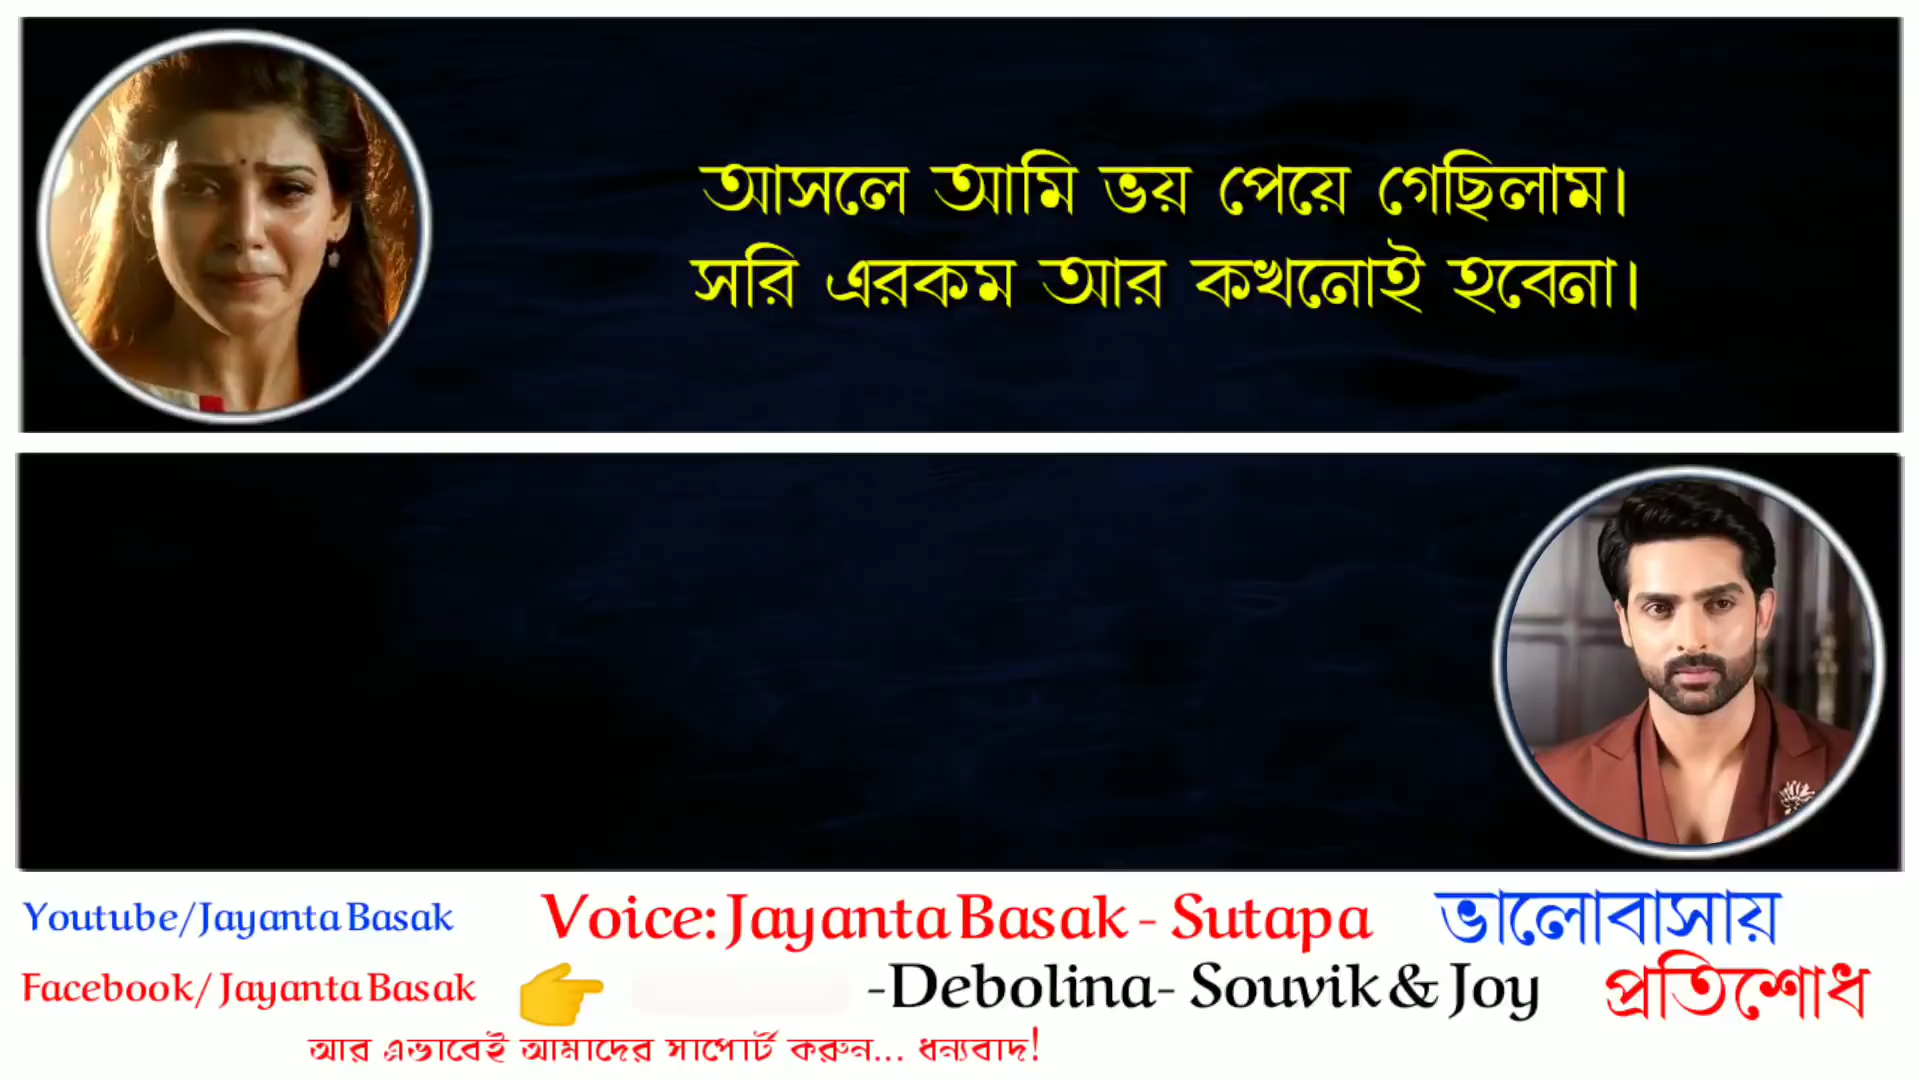 আসলে আমি ভয় পেয়ে গেছিলাম।
সরি এরকম আর কখনোই হবেনা।
Youtube/Jayanta Basak
Voice: Jayanta Basak - Sutapa
ভালোবাসায়
Facebook/ Jayanta Basak
-Debolina- Souvik & Joy
প্রতিশোধ
আর এভাবেই আমাদের সাপোর্ট করুন... ধন্যবাদ!